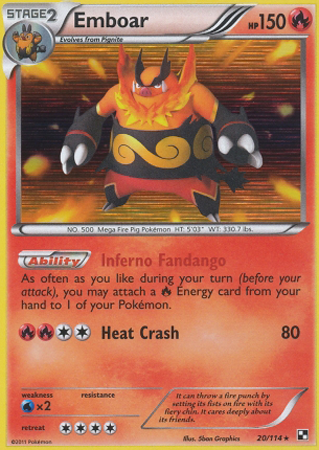 STAGE2 Emboar HP150
Evolves from Pignite
NO. 500 Mega Fire Pig Pokémon HT: 5'03" WT: 330.7 lbs.
Ability Inferno Fandango
As often as you like during your turn (before your
attack), you may attach a Energy card from your
hand to 1 of your Pokémon.
Heat Crash 80
weakness resistance
×2
retreat
It can throw a fire punch by
setting its fists on fire with its
fiery chin. It cares deeply about
its friends.
©2011 Pokémon Illus. 5ban Graphics 20/114